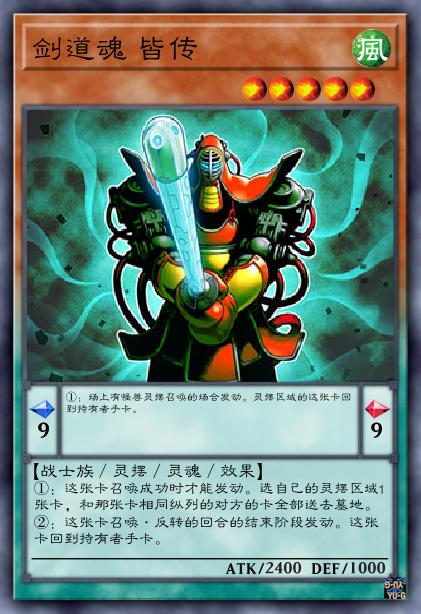 剑道魂 皆传
風
①：场上有怪兽灵摆召唤的场合发动。灵摆区域的这张卡回
到持有者手卡。
9
9
【战士族／灵摆／灵魂／效果】
①：这张卡召唤成功时才能发动。选自己的灵摆区域1
张卡，和那张卡相同纵列的对方的卡全部送去墓地。
②：这张卡召唤·反转的回合的结束阶段发动。这张
卡回到持有者手卡。
ATK/2400 DEF/1000